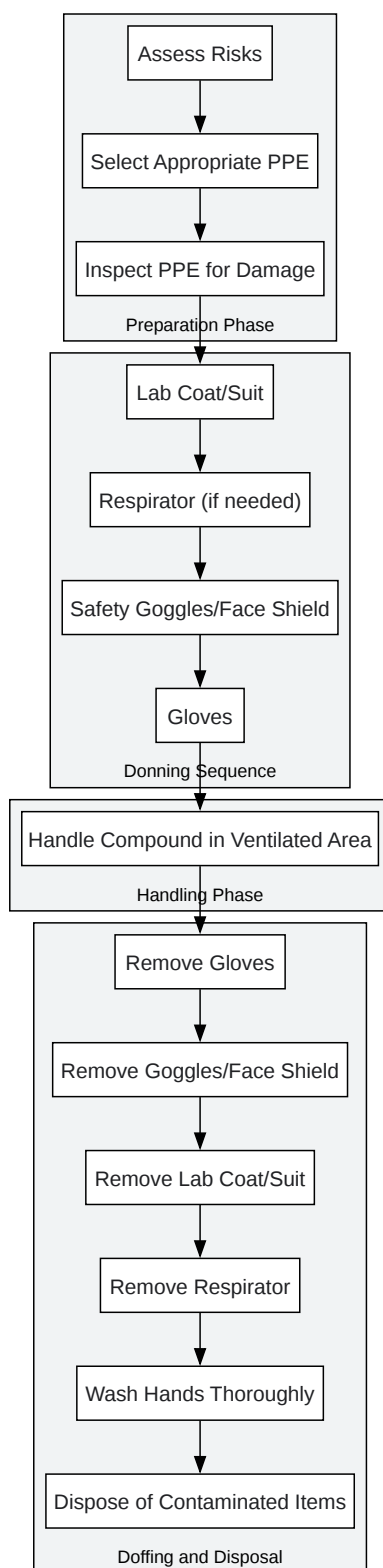 Assess Risks
Select Appropriate PPE
Inspect PPE for Damage
Preparation Phase
Lab Coat/Suit
Respirator (if needed)
Safety Goggles/Face Shield
Gloves
Donning Sequence
Handle Compound in Ventilated Area
Handling Phase
Remove Gloves
Remove Goggles/Face Shield
Remove Lab Coat/Suit
Remove Respirator
Wash Hands Thoroughly
Dispose of Contaminated Items
Doffing and Disposal